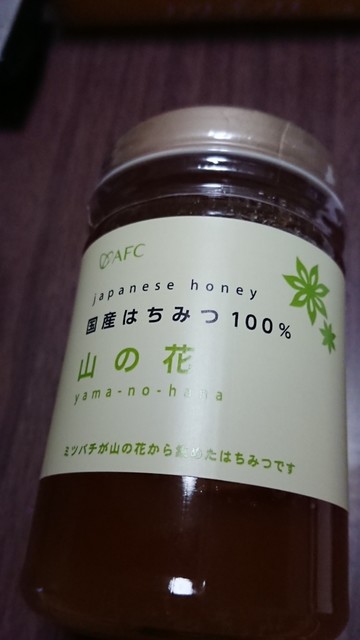 AFC
japanese honey
国産はちみつ100%
山の花
yama-no-hana
ミツバチが山の花から集めたはちみつです